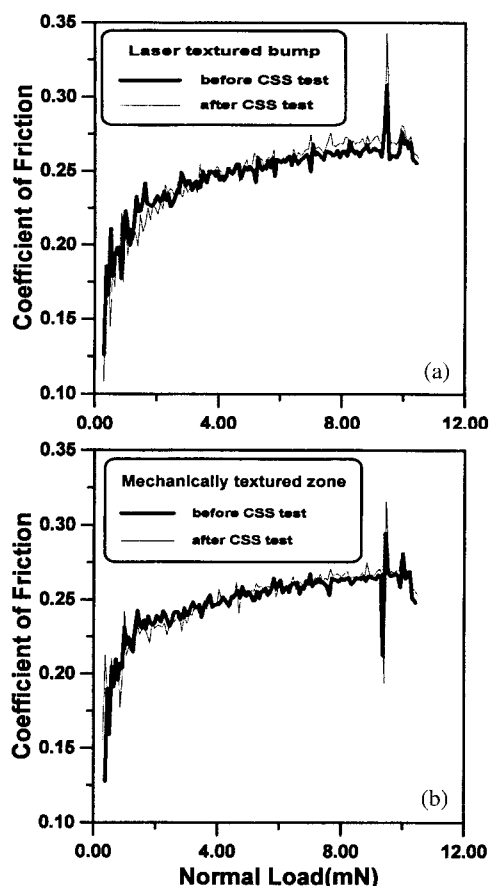 0.35
Laser textured bump
before CSS test
after CSS test
0.30
0.25
0.20
0.15
0.10
Coefficient of Friction
(a)
0.00 4.00 8.00 12.00
0.35
Mechanically textured zone
before CSS test
after CSS test
0.30
0.25
0.20
0.15
0.10
Coefficient of Friction
(b)
0.00 4.00 8.00 12.00
Normal Load(mN)